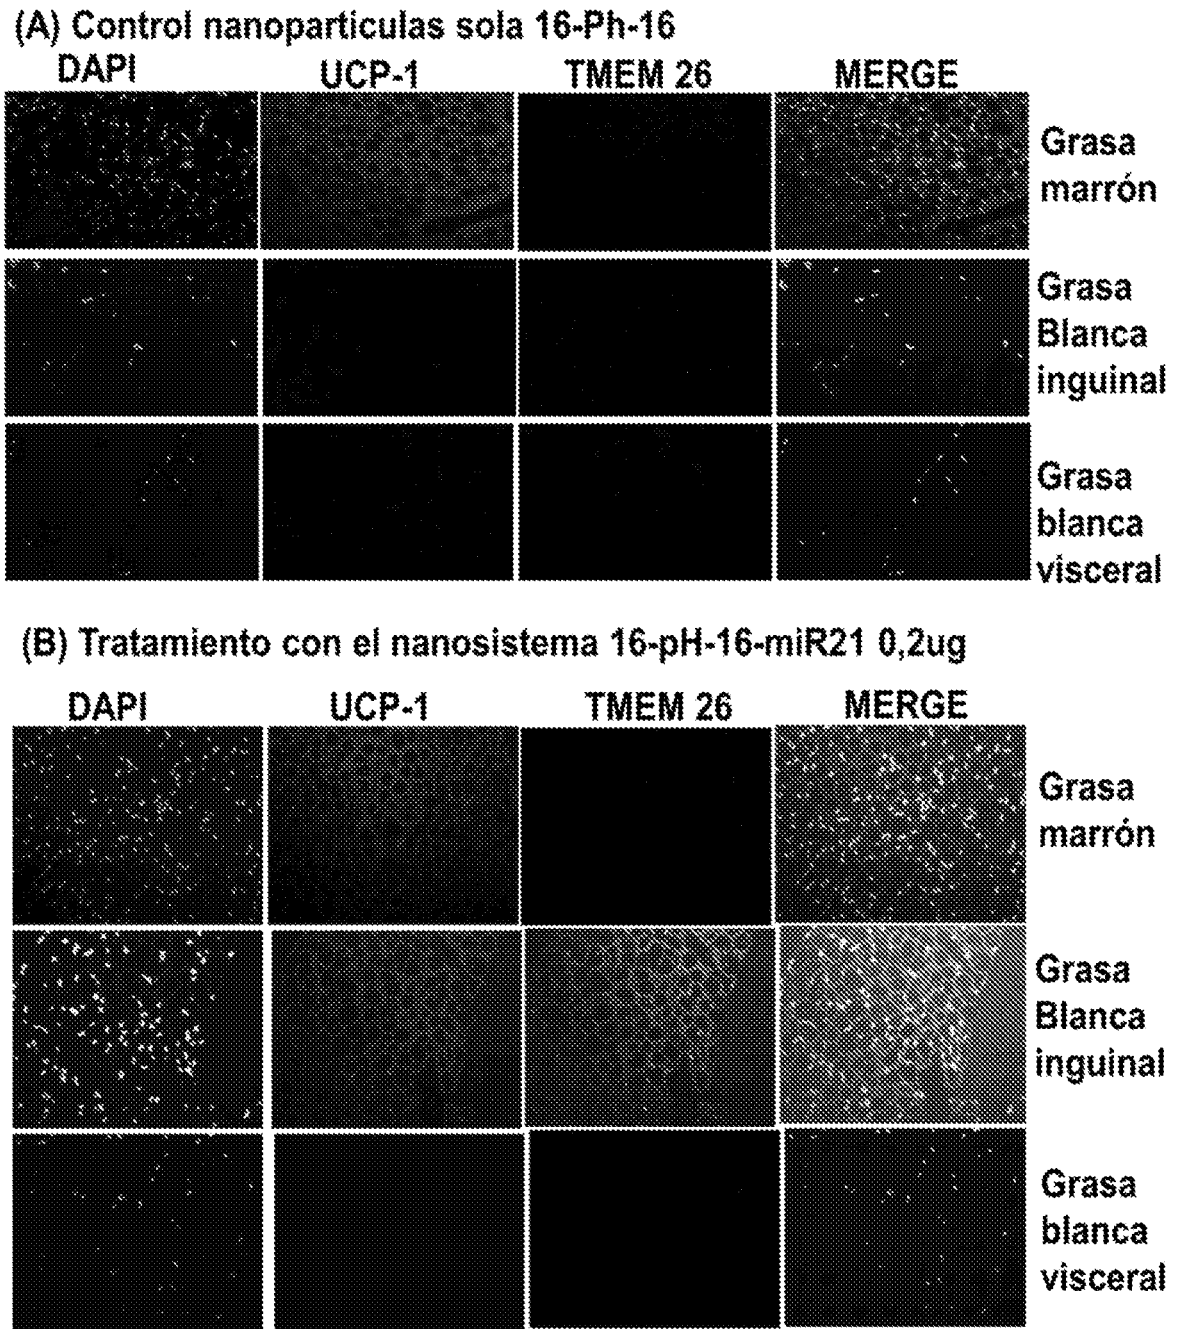 (A) Control nanoparticulas sola 16-Ph-16
DAPI UCP-1 TMEM 26 MERGE
Grasa
marrón
Grasa
Blanca
inguinal
Grasa
blanca
visceral
(B) Tratamiento con el nanosistema 16-pH-16-miR21 0,2ug
DAPI UCP-1 TMEM 26 MERGE
Grasa
marrón
Grasa
Blanca
inguinal
Grasa
blanca
visceral